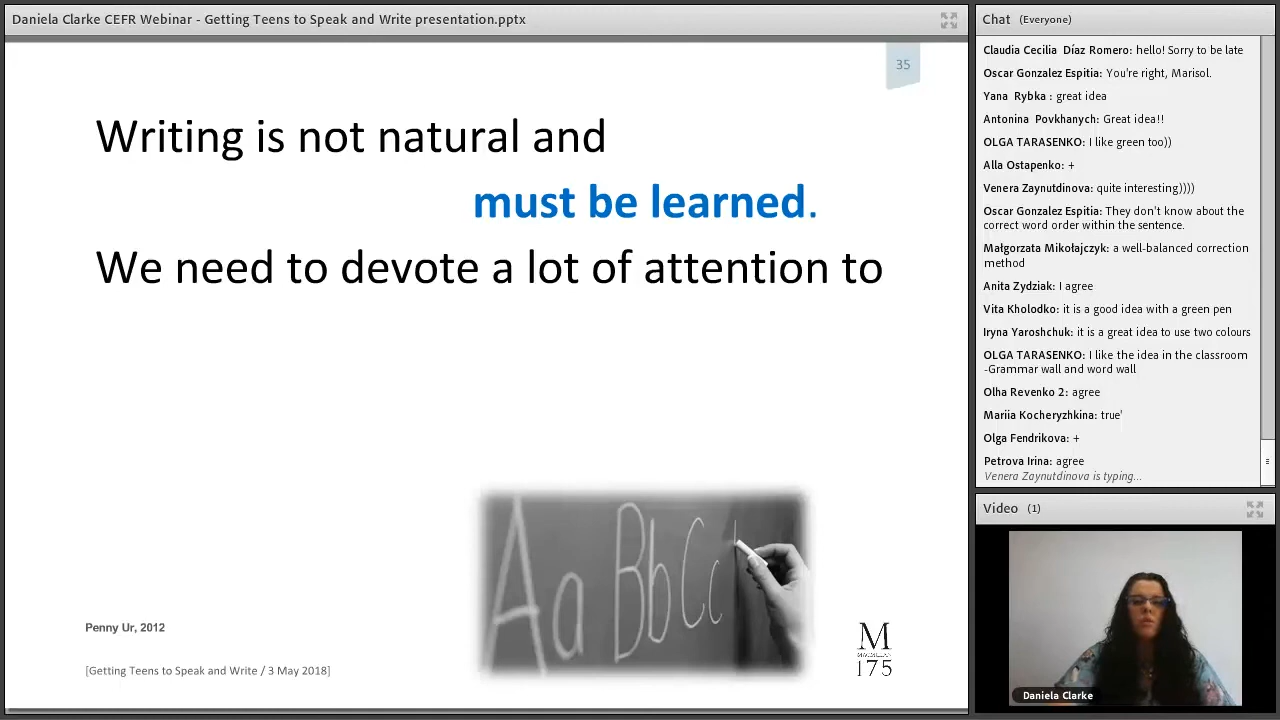 Daniela Clarke CEFR Webinar - Getting Teens to Speak and Write presentation.pptx
35
Writing is not natural and
must be learned.
We need to devote a lot of attention to
Aa Bb Cc
Penny Ur, 2012
[Getting Teens to Speak and Write / 3 May 2018]
M
MACMILLAN
175
Chat (Everyone)
Claudia Cecilia Díaz Romero: hello! Sorry to be late
Oscar Gonzalez Espitia: You're right, Marisol.
Yana Rybka : great idea
Antonina Povkhanych: Great idea!!
OLGA TARASENKO: I like green too))
Alla Ostapenko: +
Venera Zaynutdinova: quite interesting))))
Oscar Gonzalez Espitia: They don't know about the
correct word order within the sentence.
Małgorzata Mikołajczyk: a well-balanced correction
method
Anita Zydziak: I agree
Vita Kholodko: it is a good idea with a green pen
Iryna Yaroshchuk: it is a great idea to use two colours
OLGA TARASENKO: I like the idea in the classroom
-Grammar wall and word wall
Olha Revenko 2: agree
Mariia Kocheryzhkina: true'
Olga Fendrikova: +
Petrova Irina: agree
Venera Zaynutdinova is typing...
Video (1)
Daniela Clarke